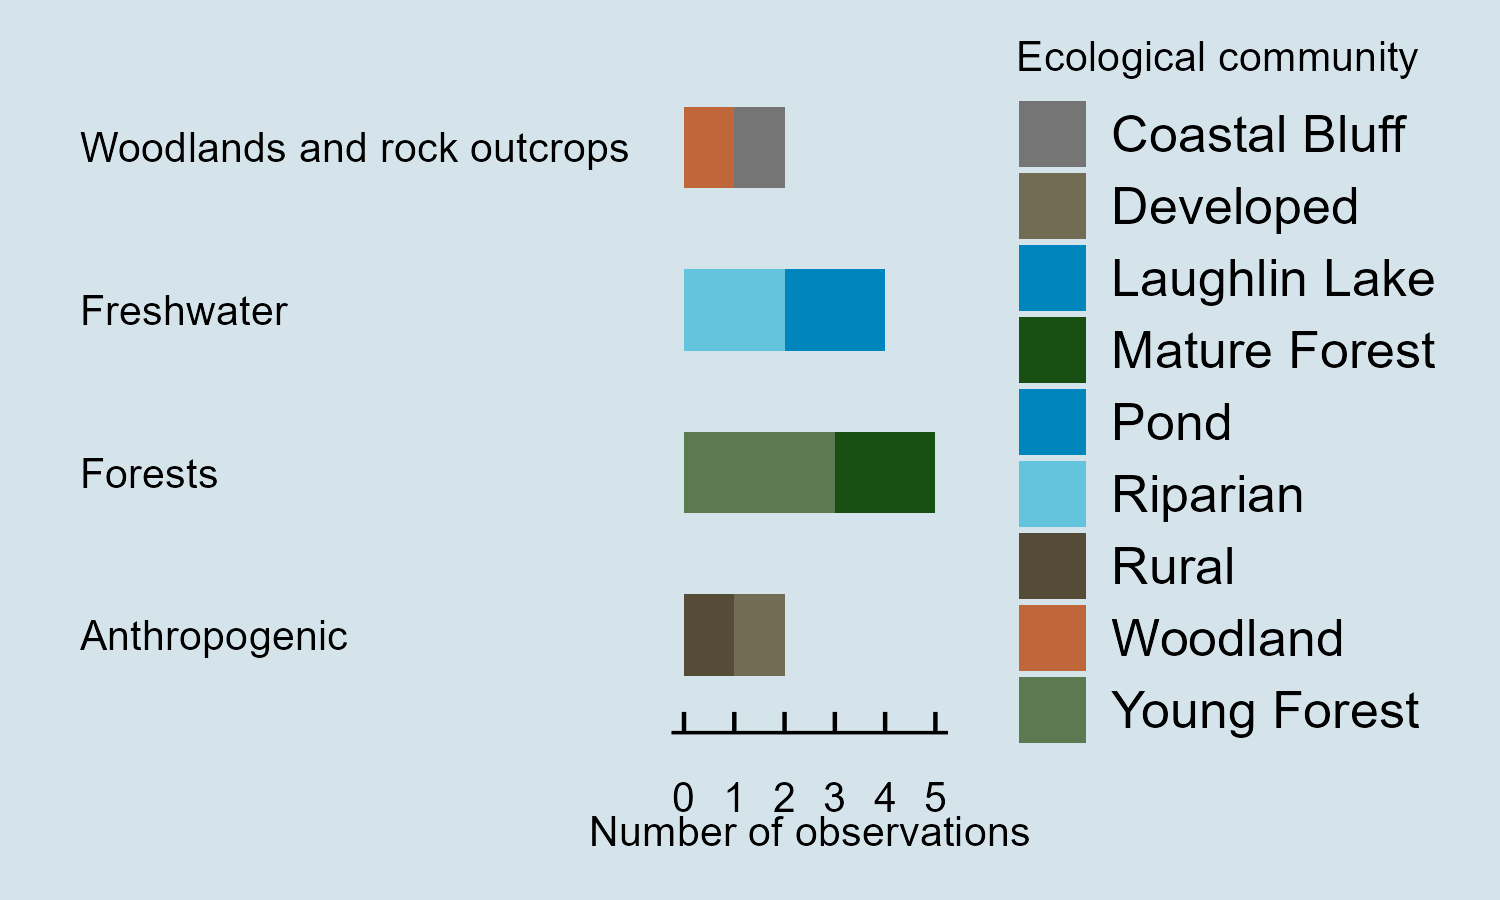 Ecological community
Coastal Bluff
Developed
Laughlin Lake
Mature Forest
Pond
Riparian
Rural
Woodland
Young Forest
Woodlands and rock outcrops
Freshwater
Forests
Anthropogenic
0 1 2 3 4 5
Number of observations